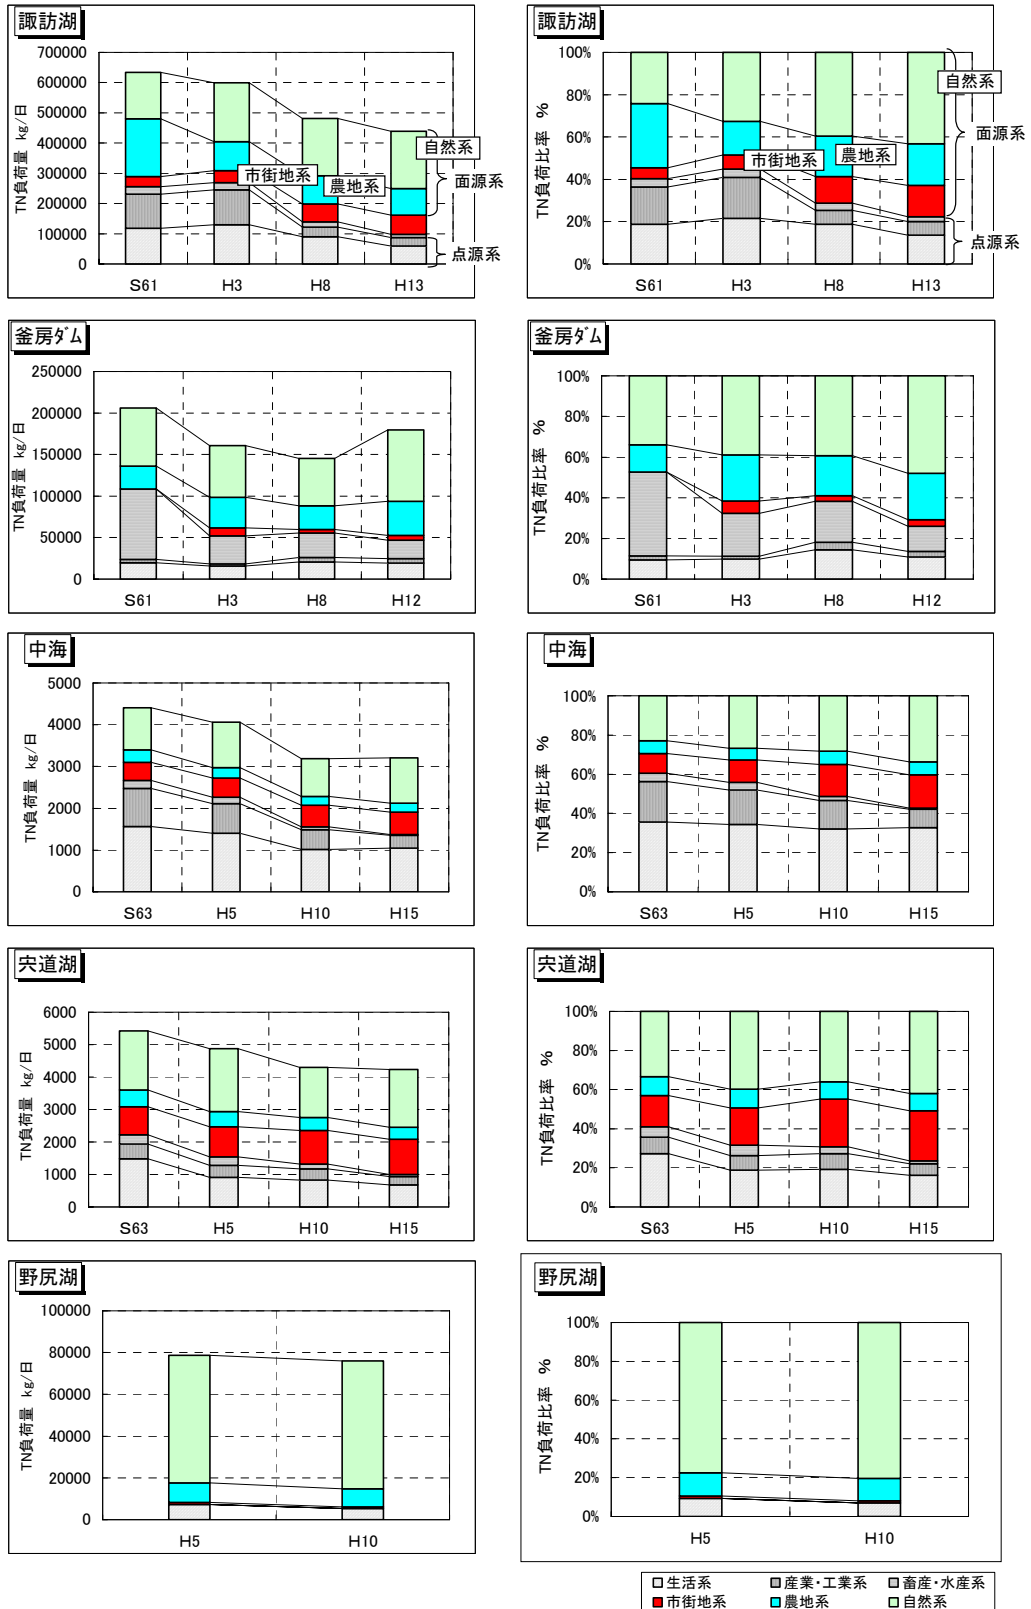 諏訪湖
TN負荷量 kg/日
700000
600000
500000
400000
300000
200000
100000
0
S61 H3 H8 H13
市街地系
農地系
自然系
面源系
点源系
諏訪湖
TN負荷比率 %
100%
80%
60%
40%
20%
0%
S61 H3 H8 H13
市街地系
農地系
自然系
面源系
点源系
釜房ﾀﾞﾑ
TN負荷量 kg/日
250000
200000
150000
100000
50000
0
S61 H3 H8 H12
釜房ﾀﾞﾑ
TN負荷比率 %
100%
80%
60%
40%
20%
0%
S61 H3 H8 H12
中海
TN負荷量 kg/日
5000
4000
3000
2000
1000
0
S63 H5 H10 H15
中海
TN負荷比率 %
100%
80%
60%
40%
20%
0%
S63 H5 H10 H15
宍道湖
TN負荷量 kg/日
6000
5000
4000
3000
2000
1000
0
S63 H5 H10 H15
宍道湖
TN負荷比率 %
100%
80%
60%
40%
20%
0%
S63 H5 H10 H15
野尻湖
TN負荷量 kg/日
100000
80000
60000
40000
20000
0
H5 H10
野尻湖
TN負荷比率 %
100%
80%
60%
40%
20%
0%
H5 H10
生活系 産業・工業系 畜産・水産系
市街地系 農地系 自然系